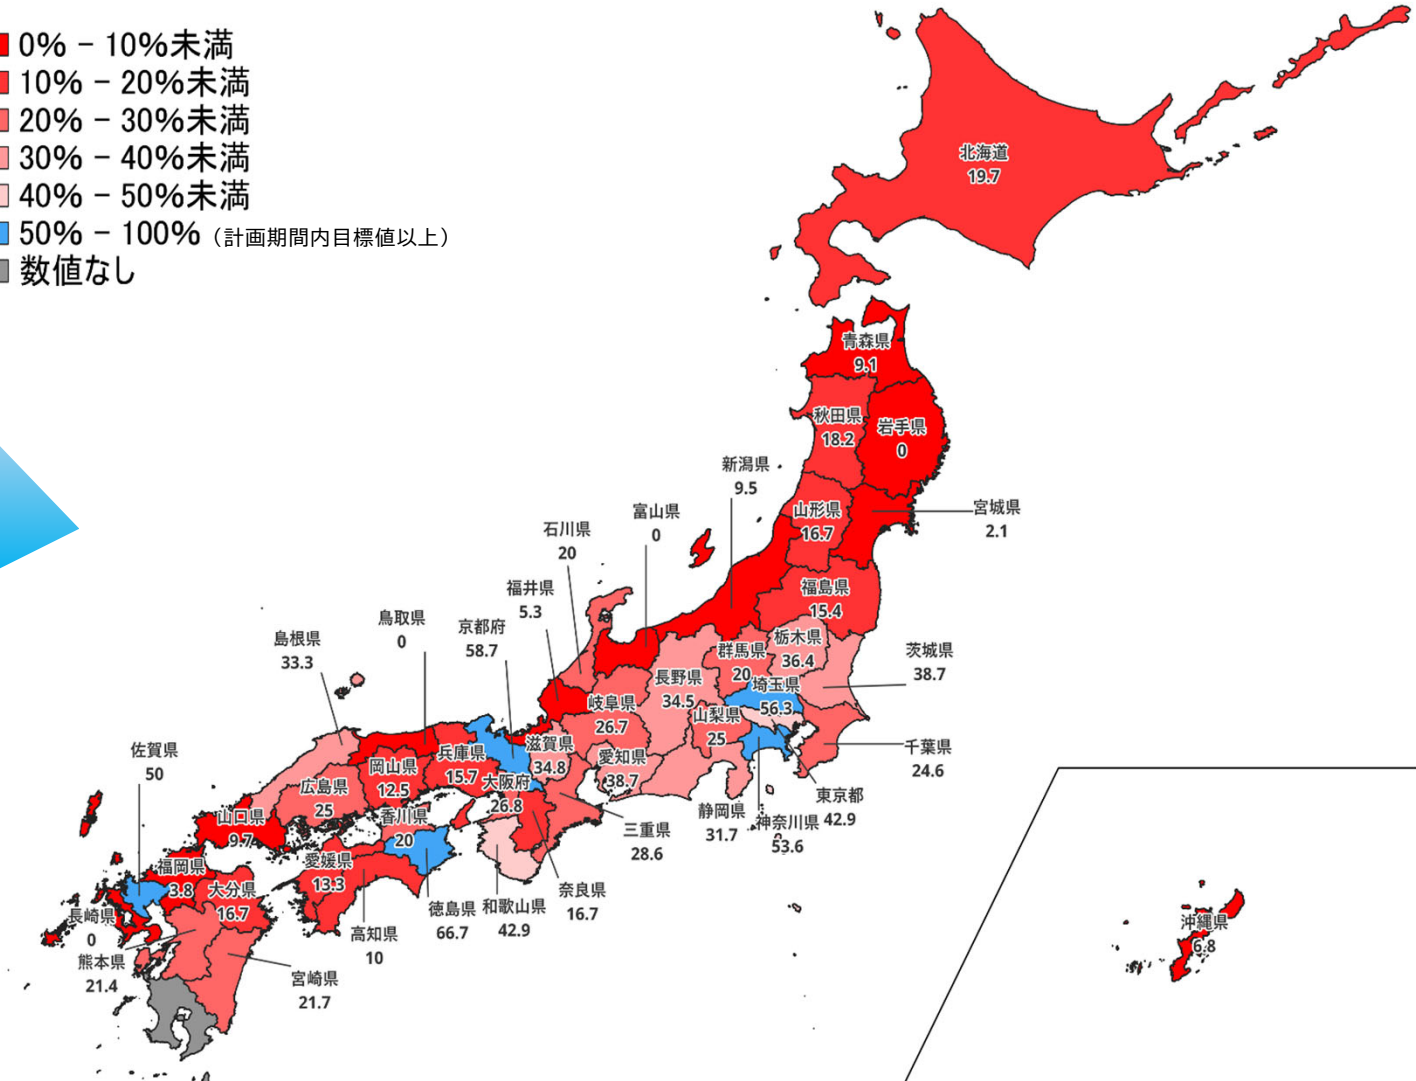 0% – 10%未満
10% – 20%未満
20% – 30%未満
30% – 40%未満
40% – 50%未満
50% – 100%（計画期間内目標値以上）
数値なし
北海道
19.7
青森県
9.1
秋田県
18.2
岩手県
0
新潟県
9.5
宮城県
2.1
山形県
16.7
富山県
0
石川県
20
福島県
15.4
福井県
5.3
鳥取県
0
京都府
58.7
島根県
33.3
栃木県
36.4
群馬県
20
茨城県
38.7
長野県
34.5
埼玉県
56.3
岐阜県
26.7
山梨県
25
千葉県
24.6
佐賀県
50
兵庫県
15.7
滋賀県
34.8
愛知県
38.7
岡山県
12.5
広島県
25
大阪府
26.8
東京都
42.9
静岡県
31.7
神奈川県
53.6
山口県
9.7
香川県
20
三重県
28.6
福岡県
3.8
愛媛県
13.3
大分県
16.7
奈良県
16.7
徳島県
66.7
和歌山県
42.9
長崎県
0
高知県
10
熊本県
21.4
宮崎県
21.7
沖縄県
6.8